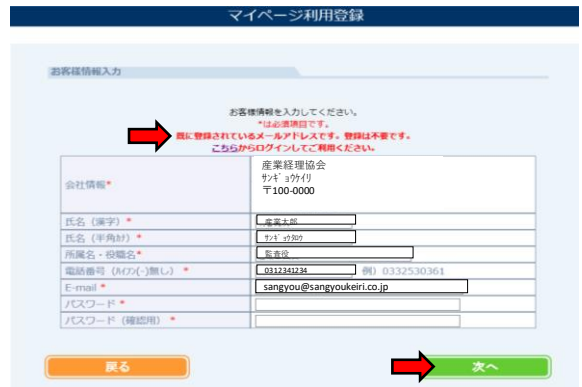 マイページ利用登録
お客様情報入力
お客様情報を入力してください。
*は必須項目です。
既に登録されているメールアドレスです。登録は不要です。
こちらからログインしてご利用ください。
会社情報*
産業経理協会
ｻﾝｷﾞｮｳｹｲﾘ
〒100-0000
氏名（漢字）*
産業太郎
氏名（半角ｶﾅ）*
ｻﾝｷﾞｮｳﾀﾛｳ
所属名・役職名*
監査役
電話番号（ﾊｲﾌﾝ(-)無し）*
0312341234 例）0332530361
E-mail *
sangyou@sangyoukeiri.co.jp
パスワード *
パスワード（確認用）*
戻る
次へ